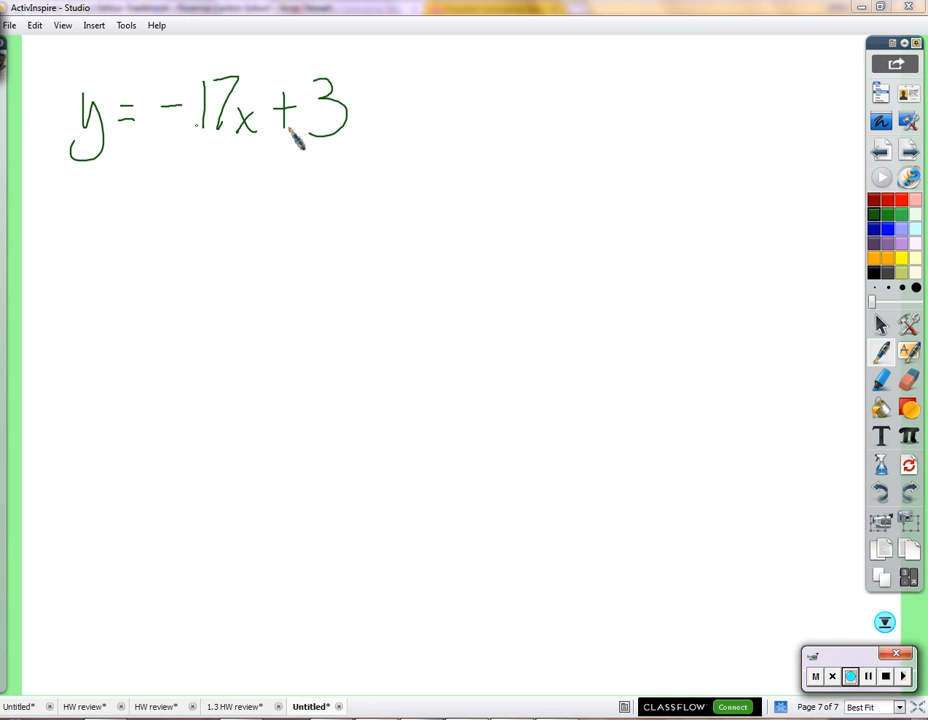 ActivInspire - Studio
File Edit View Insert Tools Help
y = -.17x + 3
M
Untitled* HW review* HW review* 1.3 HW review* Untitled* CLASSFLOW Connect Page 7 of 7 Best Fit